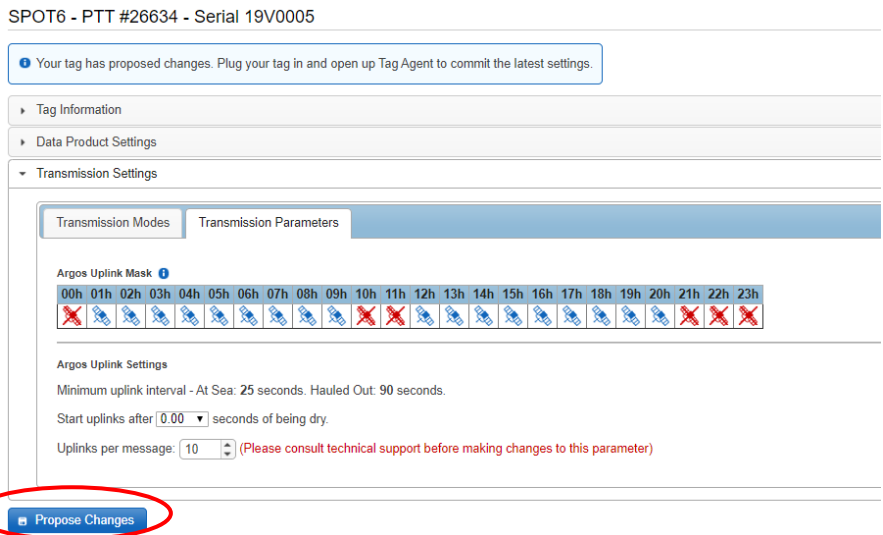 SPOT6 - PTT #26634 - Serial 19V0005
Your tag has proposed changes. Plug your tag in and open up Tag Agent to commit the latest settings.
Tag Information
Data Product Settings
Transmission Settings
Transmission Modes Transmission Parameters
Argos Uplink Mask
00h 01h 02h 03h 04h 05h 06h 07h 08h 09h 10h 11h 12h 13h 14h 15h 16h 17h 18h 19h 20h 21h 22h 23h
Argos Uplink Settings
Minimum uplink interval - At Sea: 25 seconds. Hauled Out: 90 seconds.
Start uplinks after 0.00 seconds of being dry.
Uplinks per message: 10 (Please consult technical support before making changes to this parameter)
Propose Changes